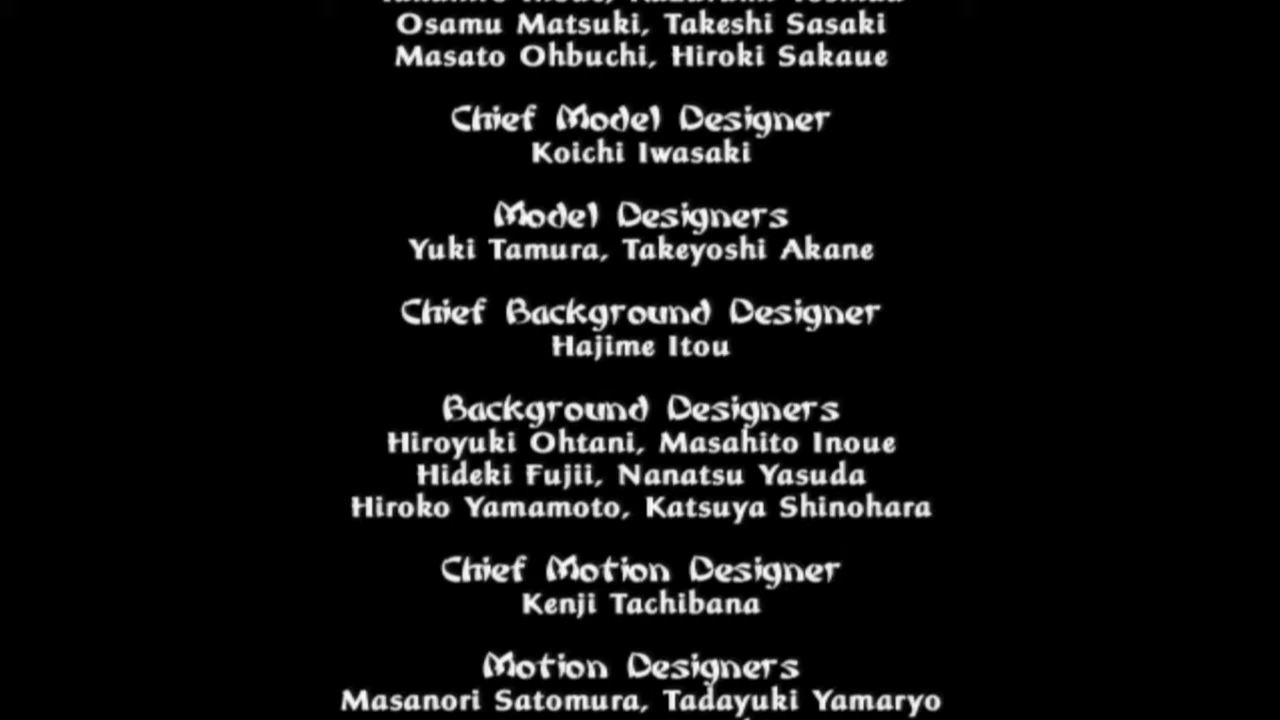 Osamu Matsuki, Takeshi Sasaki
Masato Ohbuchi, Hiroki Sakaue
Chief Model Designer
Koichi Iwasaki
Model Designers
Yuki Tamura, Takeyoshi Akane
Chief Background Designer
Hajime Itou
Background Designers
Hiroyuki Ohtani, Masahito Inoue
Hideki Fujii, Nanatsu Yasuda
Hiroko Yamamoto, Katsuya Shinohara
Chief Motion Designer
Kenji Tachibana
Motion Designers
Masanori Satomura, Tadayuki Yamaryo